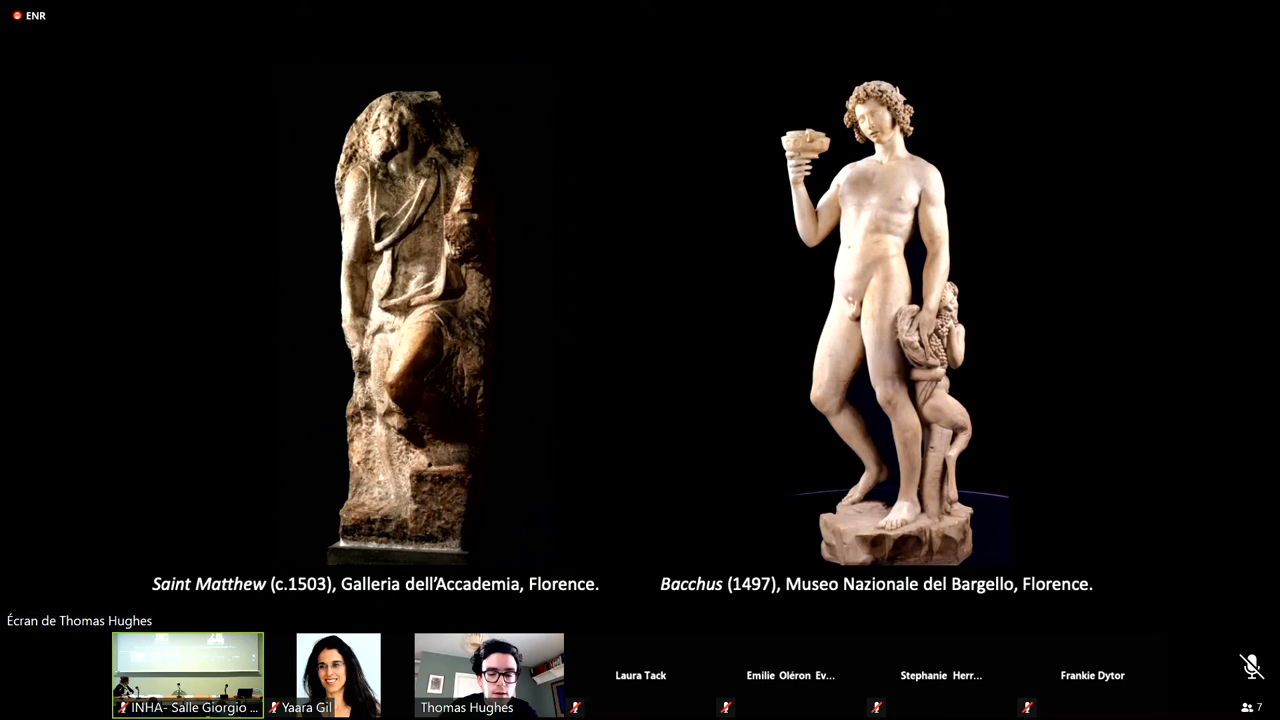 ENR
Saint Matthew (c.1503), Galleria dell'Accademia, Florence.
Bacchus (1497), Museo Nazionale del Bargello, Florence.
Écran de Thomas Hughes
INHA- Salle Giorgio ...
Yaara Gil
Thomas Hughes
Laura Tack
Emilie Oléron Ev...
Stephanie Herr...
Frankie Dytor
7